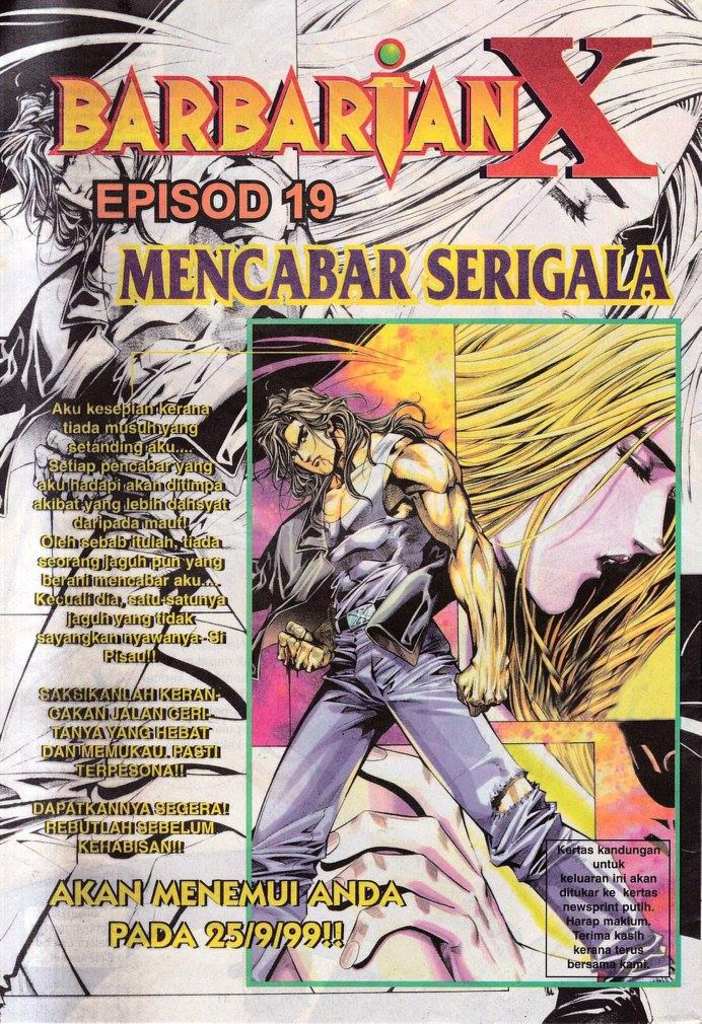 BARBARIAN X
EPISOD 19
MENCABAR SERIGALA
Aku kesepian kerana
tiada musuh yang
setanding aku....
Setiap pencabar yang
aku hadapi akan ditimpa
akibat yang lebih dahsyat
daripada maut!
Oleh sebab itulah, tiada
seorang jaguh pun yang
berani mencabar aku....
Kecuali dia, satu-satunya
jaguh yang tidak
sayangkan nyawanya- Si
Pisau!!!
SAKSIKANLAH KERAN-
CAKAN JALAN CERI-
TANYA YANG HEBAT
DAN MEMUKAU. PASTI
TERPESONA!!
DAPATKANNYA SEGERA!
REBUTLAH SEBELUM
KEHABISAN!!
AKAN MENEMUI ANDA
PADA 25/9/99!!
Kertas kandungan
untuk
keluaran ini akan
ditukar ke kertas
newsprint putih.
Harap maklum.
Terima kasih
kerana terus
bersama kami.